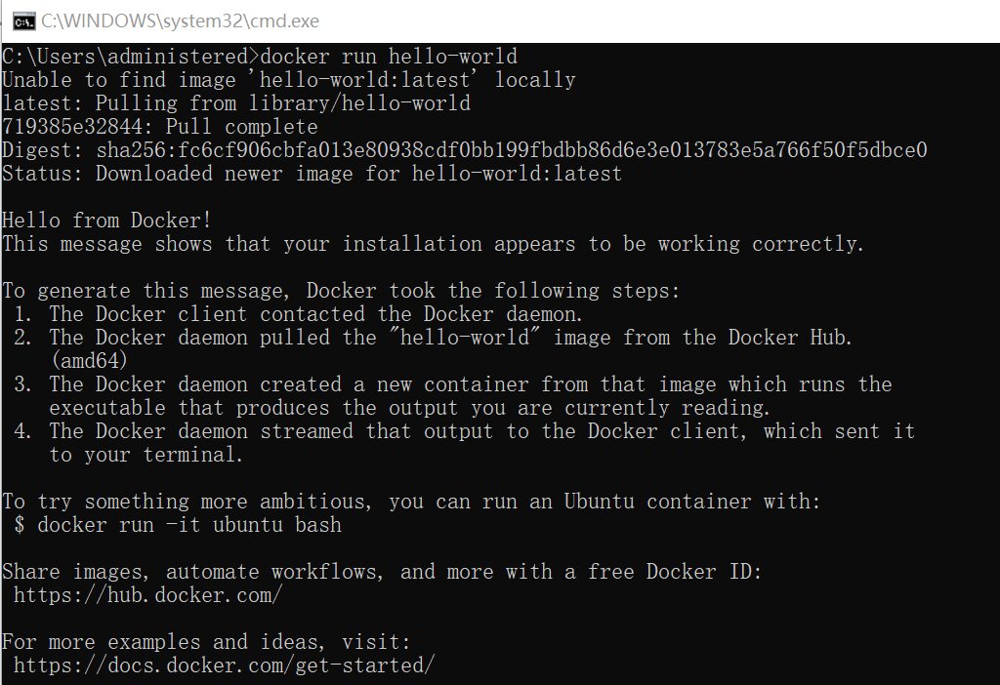 C:\WINDOWS\system32\cmd.exe
C:\Users\administered>docker run hello-world
Unable to find image 'hello-world:latest' locally
latest: Pulling from library/hello-world
719385e32844: Pull complete
Digest: sha256:fc6cf906cbfa013e80938cdf0bb199fbdbb86d6e3e013783e5a766f50f5dbce0
Status: Downloaded newer image for hello-world:latest
Hello from Docker!
This message shows that your installation appears to be working correctly.
To generate this message, Docker took the following steps:
1. The Docker client contacted the Docker daemon.
2. The Docker daemon pulled the "hello-world" image from the Docker Hub.
(amd64)
3. The Docker daemon created a new container from that image which runs the
executable that produces the output you are currently reading.
4. The Docker daemon streamed that output to the Docker client, which sent it
to your terminal.
To try something more ambitious, you can run an Ubuntu container with:
$ docker run -it ubuntu bash
Share images, automate workflows, and more with a free Docker ID:
https://hub.docker.com/
For more examples and ideas, visit:
https://docs.docker.com/get-started/